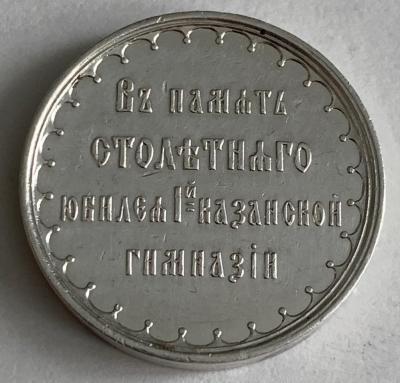 Въ память
столѣтняго
юбилея 1й казанской
гимназіи